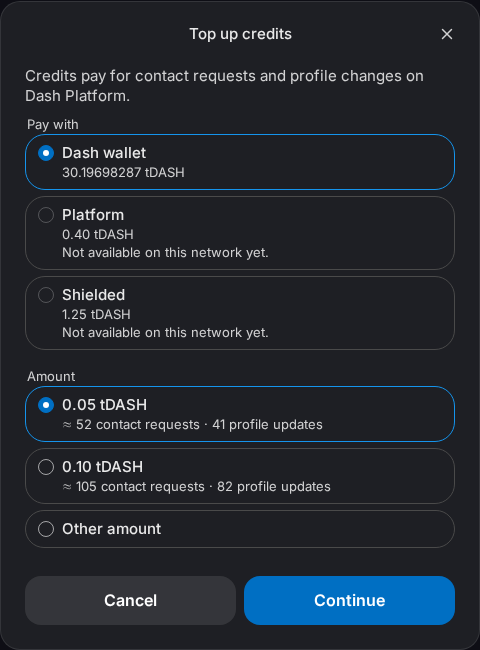 Top up credits
Credits pay for contact requests and profile changes on
Dash Platform.
Pay with
Dash wallet
30.19698287 tDASH
Platform
0.40 tDASH
Not available on this network yet.
Shielded
1.25 tDASH
Not available on this network yet.
Amount
0.05 tDASH
≈ 52 contact requests · 41 profile updates
0.10 tDASH
≈ 105 contact requests · 82 profile updates
Other amount
Cancel
Continue